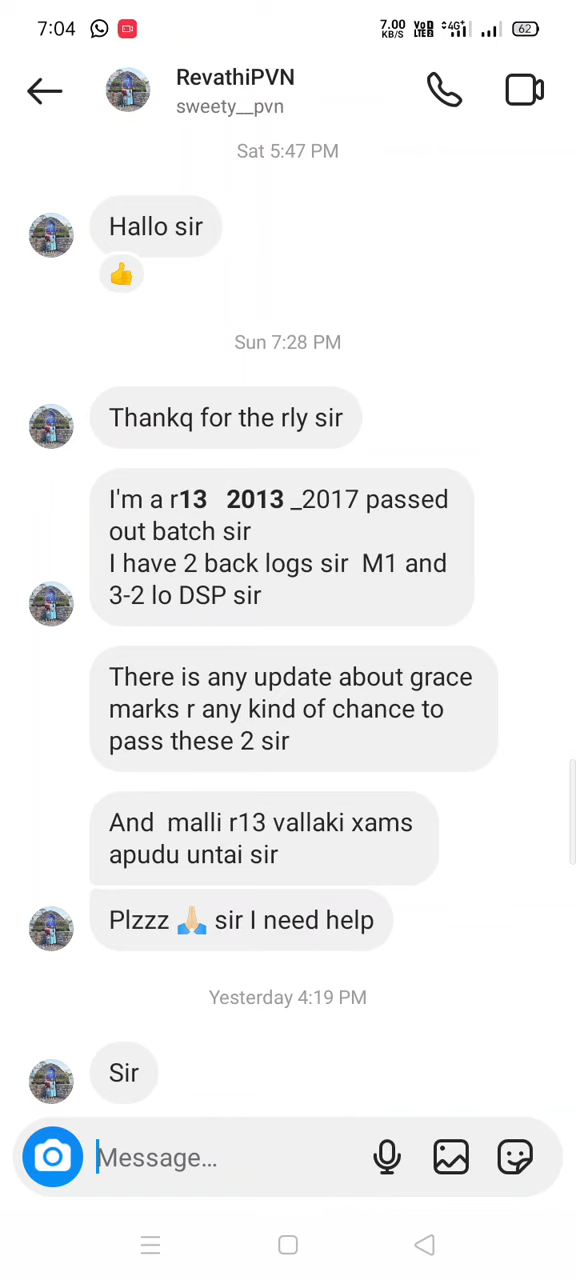 7:04
7.00 KB/S VoD LTE2 4G+ 62
RevathiPVN
sweety__pvn
Sat 5:47 PM
Hallo sir
👍
Sun 7:28 PM
Thankq for the rly sir
I'm a r13 2013 _2017 passed
out batch sir
I have 2 back logs sir M1 and
3-2 lo DSP sir
There is any update about grace
marks r any kind of chance to
pass these 2 sir
And malli r13 vallaki xams
apudu untai sir
Plzzz 🙏 sir I need help
Yesterday 4:19 PM
Sir
Message...